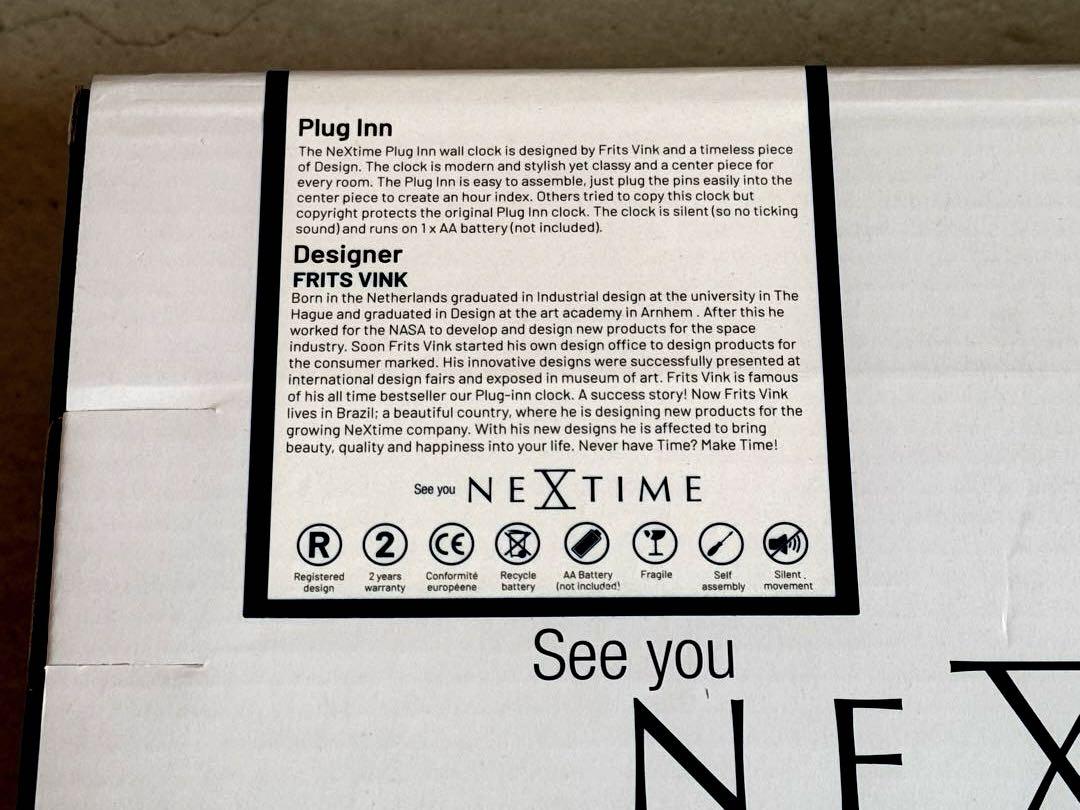 Plug Inn
The NeXtime Plug Inn wall clock is designed by Frits Vink and a timeless piece
of Design. The clock is modern and stylish yet classy and a center piece for
every room. The Plug Inn is easy to assemble, just plug the pins easily into the
center piece to create an hour index. Others tried to copy this clock but
copyright protects the original Plug Inn clock. The clock is silent (so no ticking
sound) and runs on 1 x AA battery (not included).
Designer
FRITS VINK
Born in the Netherlands graduated in Industrial design at the university in The
Hague and graduated in Design at the art academy in Arnhem . After this he
worked for the NASA to develop and design new products for the space
industry. Soon Frits Vink started his own design office to design products for
the consumer marked. His innovative designs were successfully presented at
international design fairs and exposed in museum of art. Frits Vink is famous
of his all time bestseller our Plug-inn clock. A success story! Now Frits Vink
lives in Brazil; a beautiful country, where he is designing new products for the
growing NeXtime company. With his new designs he is affected to bring
beauty, quality and happiness into your life. Never have Time? Make Time!
See you NEXTIME
R 2 CE
Registered design
2 years warranty
Conformité européene
Recycle battery
AA Battery (not included!)
Fragile
Self assembly
Silent movement
See you
NEX